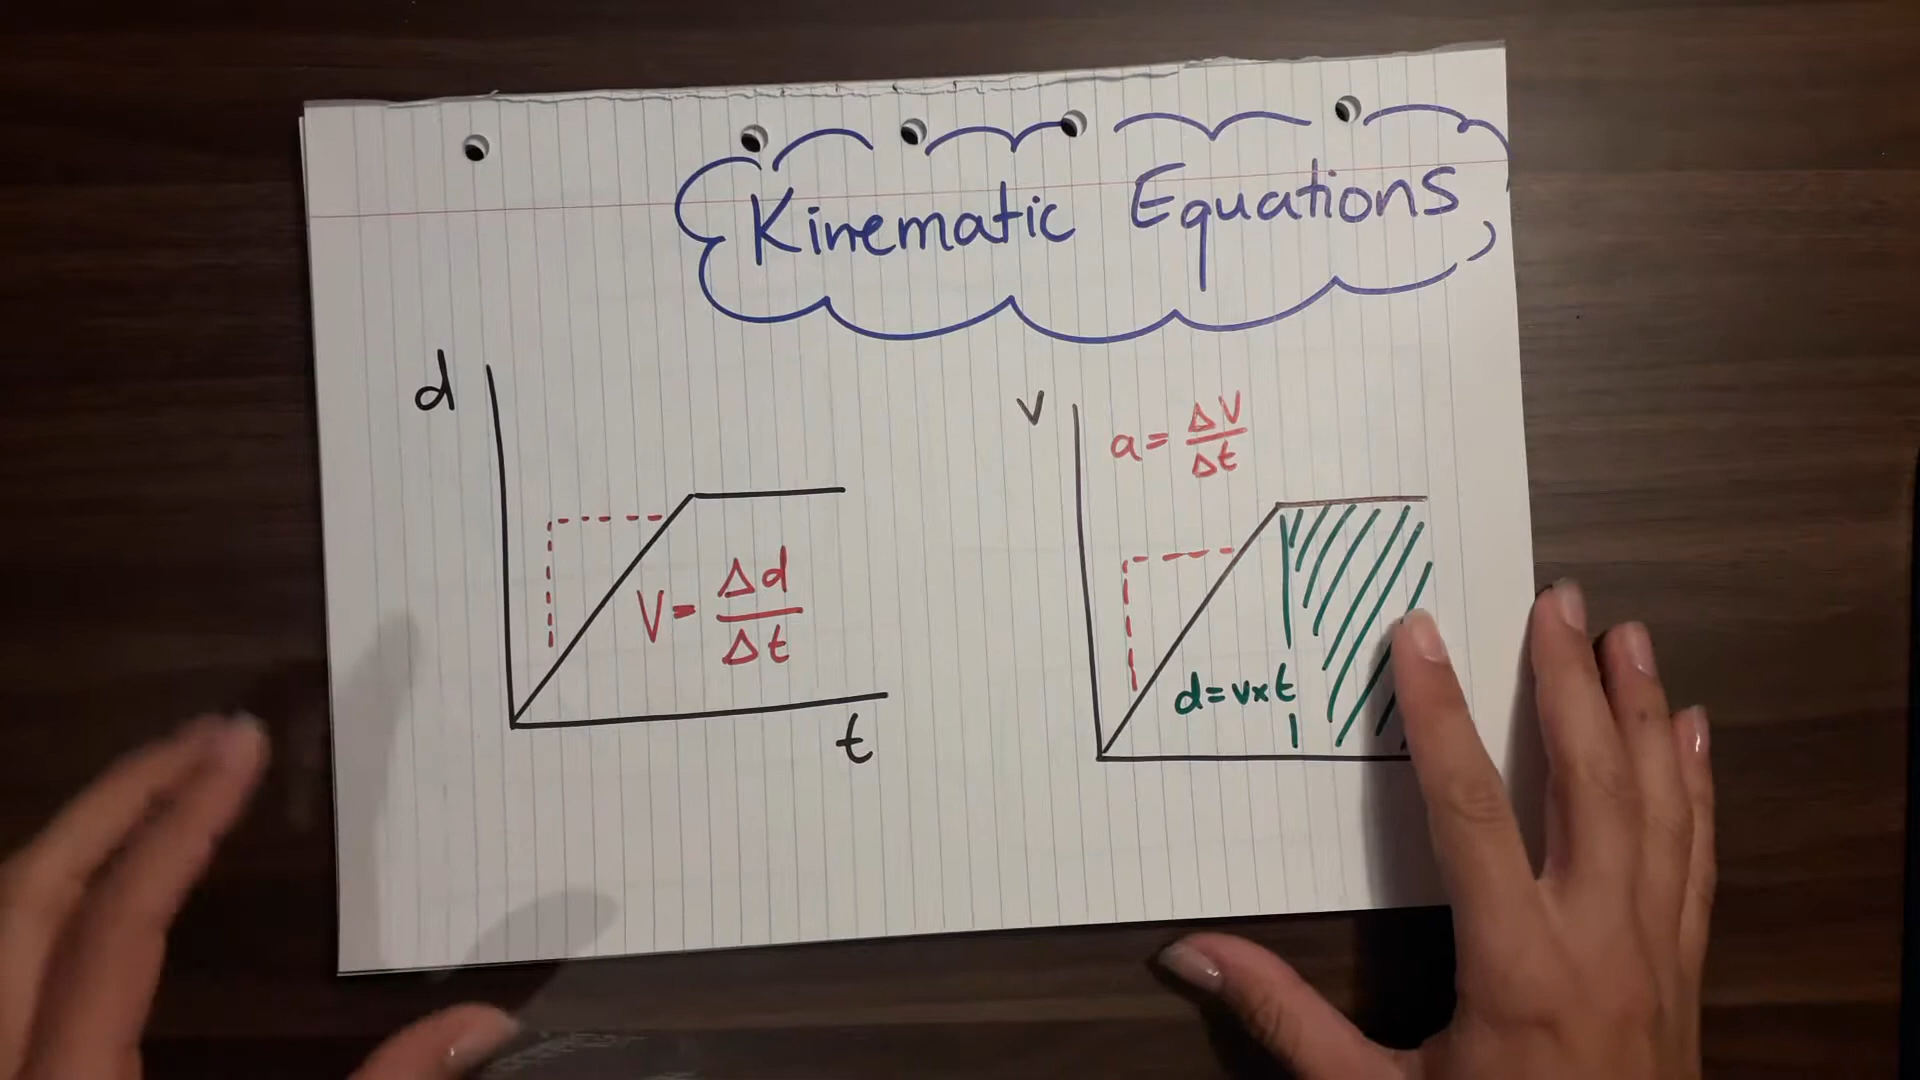 Kinematic Equations
d
V = Δd/Δt
t
v
a = ΔV/Δt
d = v×t